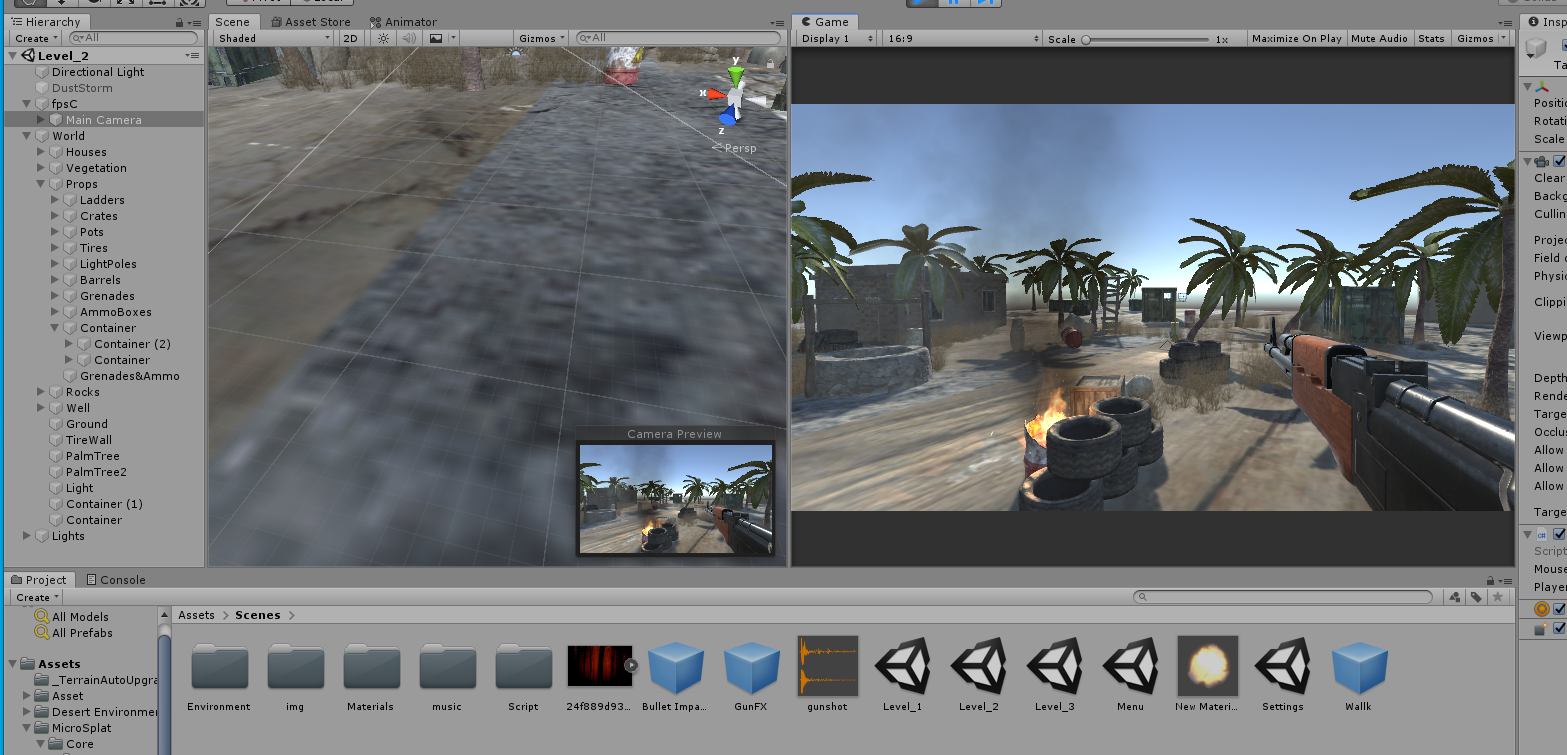 Pivot
Local
Collab
Hierarchy
Create
All
Level_2
Directional Light
DustStorm
fpsC
Main Camera
World
Houses
Vegetation
Props
Ladders
Crates
Pots
Tires
LightPoles
Barrels
Grenades
AmmoBoxes
Container
Container (2)
Container
Grenades&Ammo
Rocks
Well
Ground
TireWall
PalmTree
PalmTree2
Light
Container (1)
Container
Lights
Scene
Asset Store
Animator
Shaded
2D
Gizmos
All
y
x
z
Persp
Camera Preview
Game
Display 1
16:9
Scale
1x
Maximize On Play
Mute Audio
Stats
Gizmos
Insp
Ta
Positio
Rotati
Scale
Clear
Backg
Cullin
Projec
Field o
Physic
Clippi
Viewp
Depth
Rende
Targe
Occlus
Allow
Allow
Allow
Targe
Script
Mouse
Player
Project
Console
Create
All Models
All Prefabs
Assets
_TerrainAutoUpgra
Asset
Desert Environmen
MicroSplat
Core
Assets > Scenes >
Environment
img
Materials
music
Script
24f889d93...
Bullet Impa...
GunFX
gunshot
Level_1
Level_2
Level_3
Menu
New Materi...
Settings
Wallk